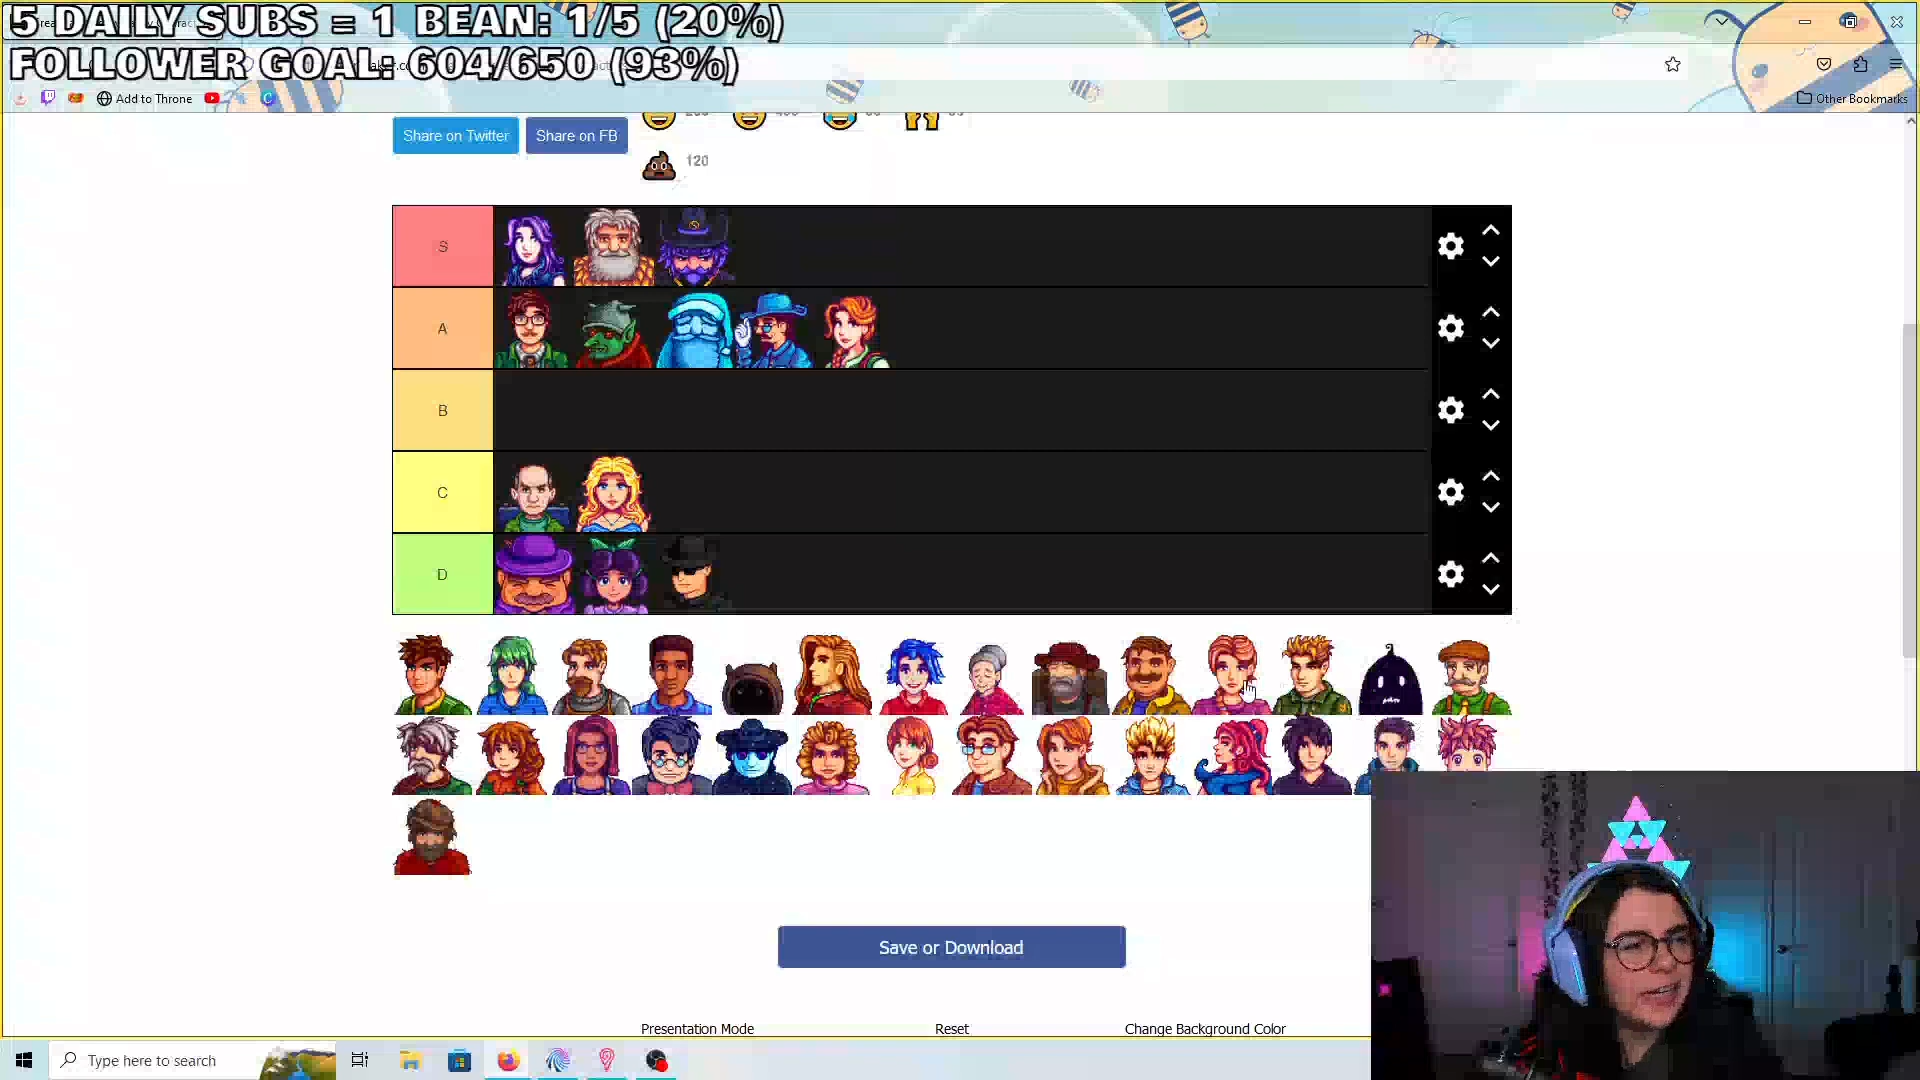 5 DAILY SUBS = 1 BEAN: 1/5 (20%)
FOLLOWER GOAL: 604/650 (93%)
Add to Throne
Other Bookmarks
Share on Twitter
Share on FB
120
S
A
B
C
D
Save or Download
Presentation Mode
Reset
Change Background Color
Type here to search